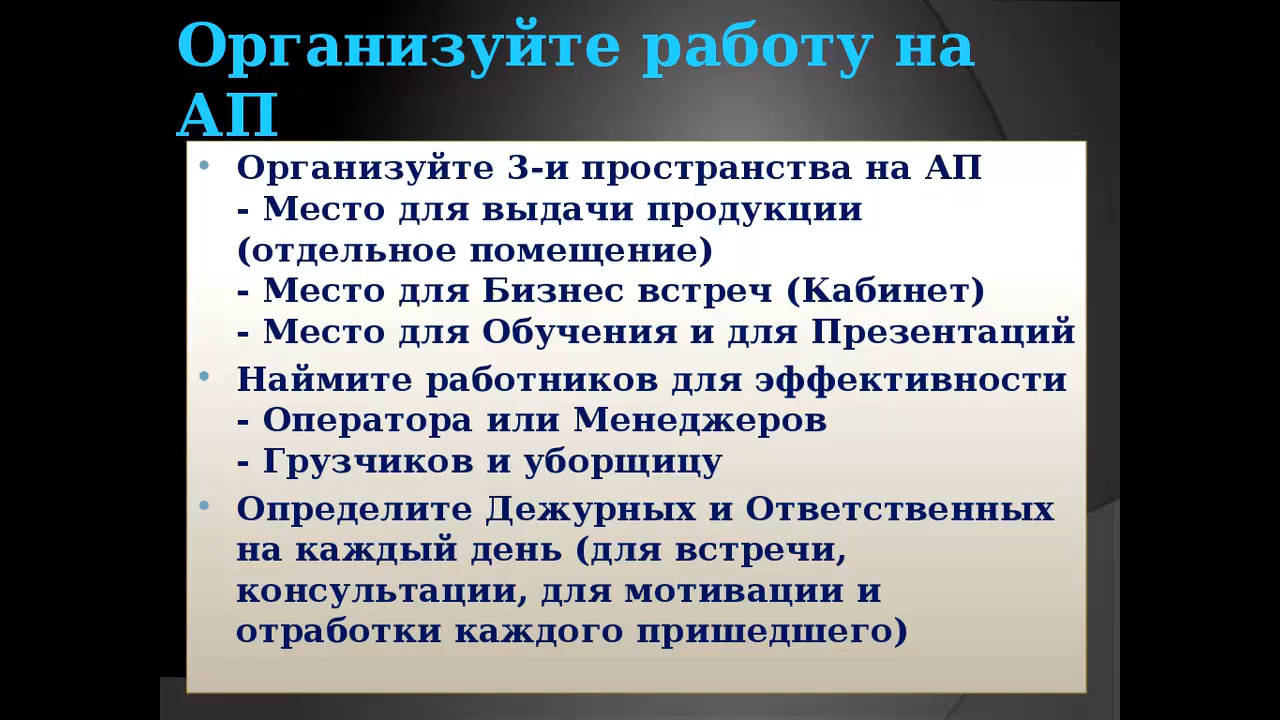 Организуйте работу на
АП
• Организуйте 3-и пространства на АП
- Место для выдачи продукции
(отдельное помещение)
- Место для Бизнес встреч (Кабинет)
- Место для Обучения и для Презентаций
• Наймите работников для эффективности
- Оператора или Менеджеров
- Грузчиков и уборщицу
• Определите Дежурных и Ответственных
на каждый день (для встречи,
консультации, для мотивации и
отработки каждого пришедшего)